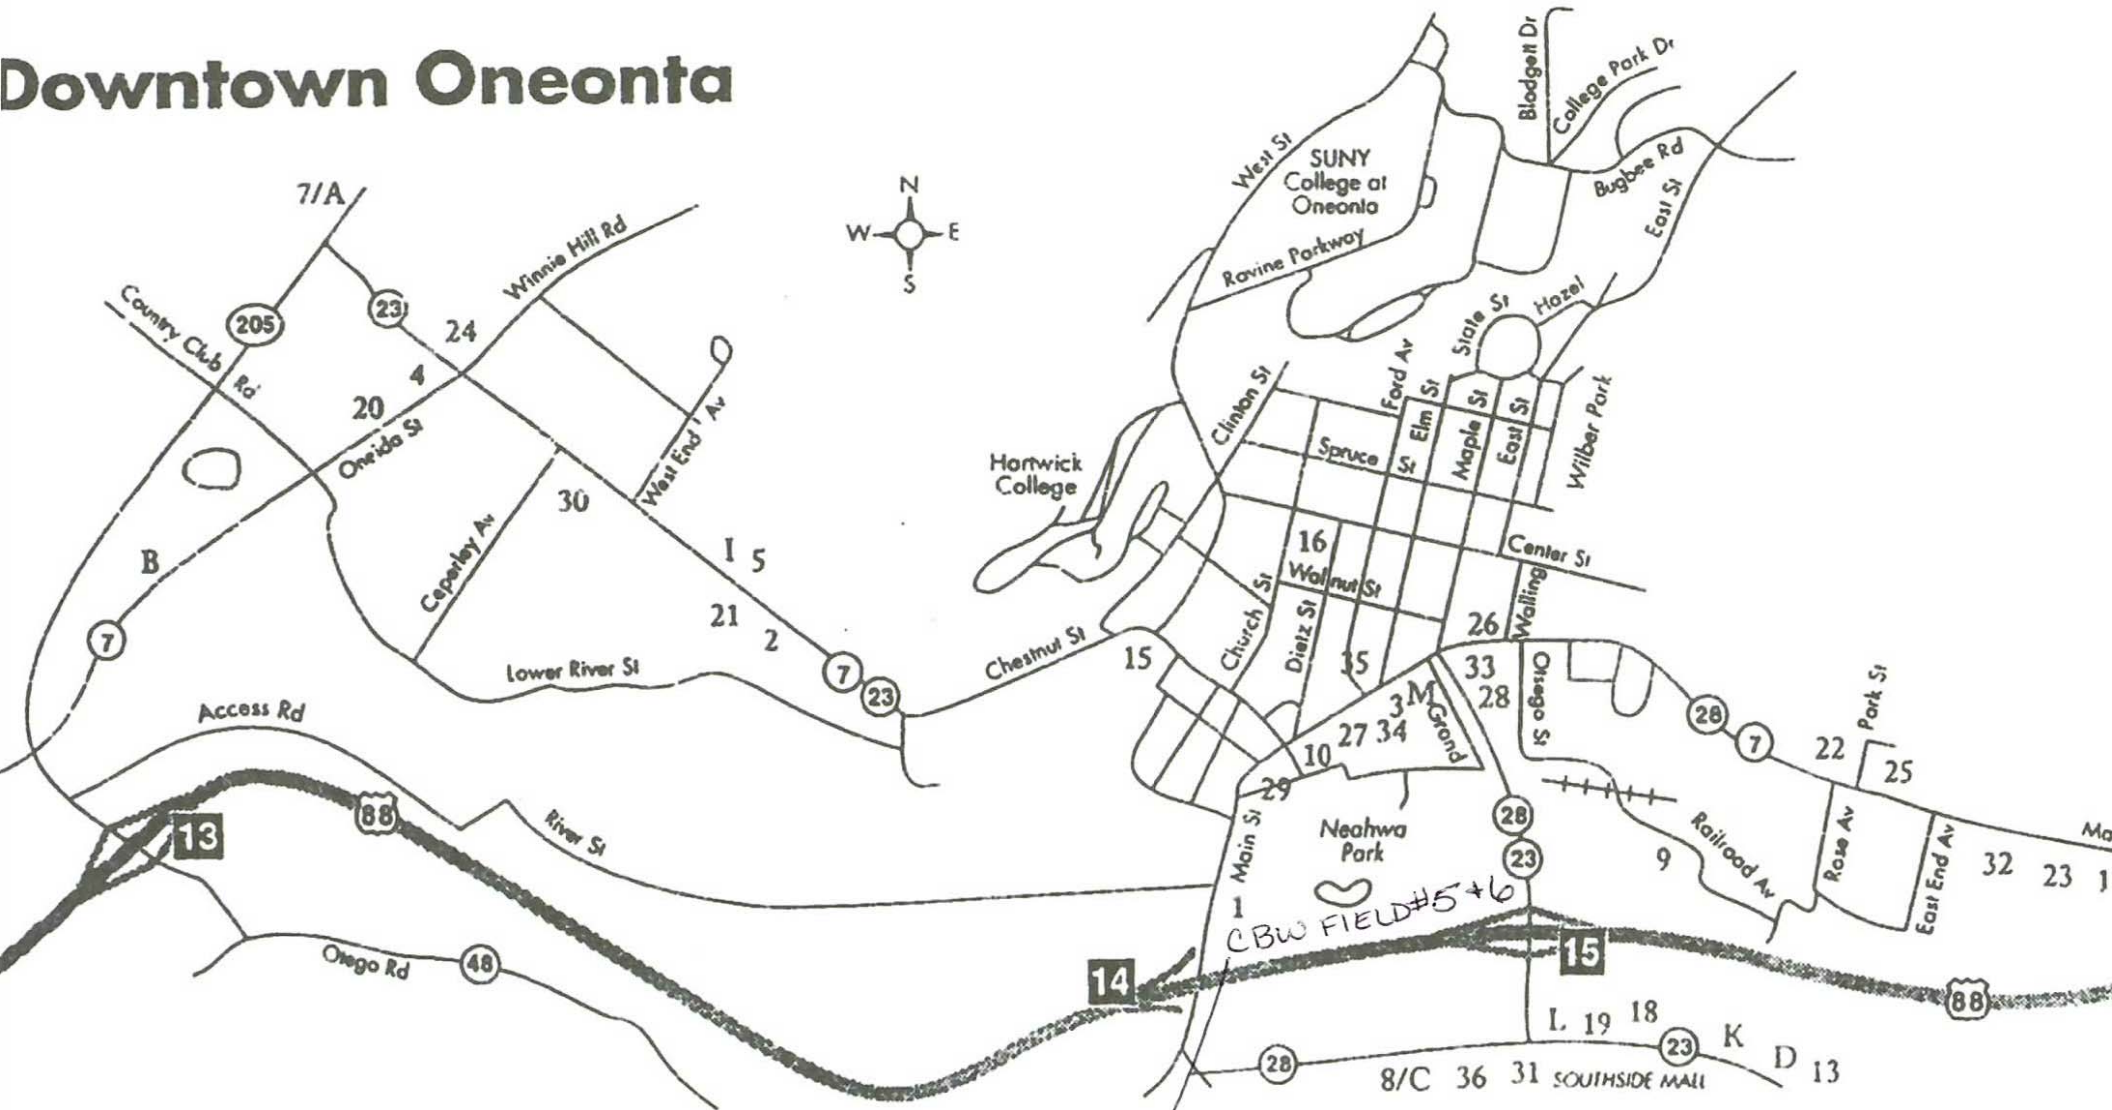 Downtown Oneonta
7/A
N
W E
S
Blodgett Dr
College Park Dr
West St
SUNY
College at
Oneonta
Bugbee Rd
East St
Ravine Parkway
Winnie Hill Rd
Country Club Rd
205
23
24
4
20
Oneida St
West End Av
State St
Hazel
Ford Av
Clinton St
Elm St
Maple St
East St
Wilber Park
Spruce St
Hartwick
College
30
B
Ceperley Av
I 5
21
2
7
16
Center St
Walnut St
Walling
Church St
Dietz St
26
Chestnut St
15
35
33
28
Otsego St
7
23
Lower River St
3
M
Grand
27 34
10
29
28
7
Park St
22
25
Access Rd
88
13
River St
Main St
Neahwa
Park
28
23
9
Railroad Av
Rose Av
East End Av
Ma
32 23 1
1
CBW FIELD#5+6
Otego Rd
48
14
15
88
L 19 18
23
K
D 13
28
8/C 36 31 SOUTHSIDE MALL